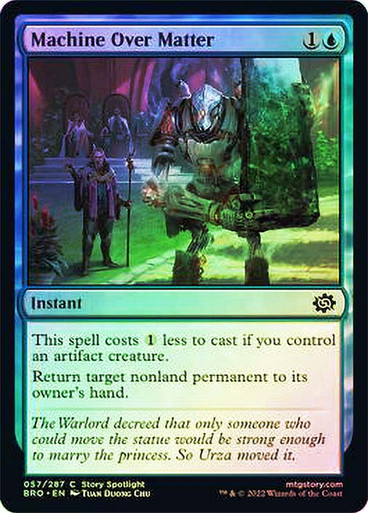 Machine Over Matter 1
Instant
This spell costs 1 less to cast if you control
an artifact creature.
Return target nonland permanent to its
owner's hand.
The Warlord decreed that only someone who
could move the statue would be strong enough
to marry the princess. So Urza moved it.
057/287 C Story Spotlight mtgstory.com
BRO • EN Tuan Duong Chu ™ & © 2022 Wizards of the Coast